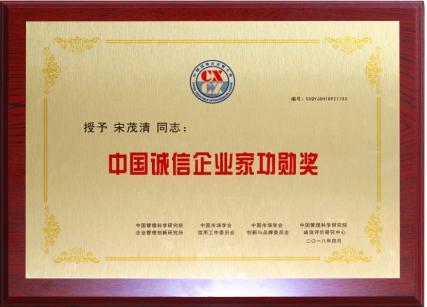 CX
CZ
编号：CXQYJGH18P21103
授予 宋茂清 同志：
中国诚信企业家功勋奖
中国管理科学研究院 中国市场学会 中国市场学会 中国管理科学研究院
企业管理创新研究所 信用工作委员会 创新与品牌委员会 诚信评价研究中心
二〇一八年四月